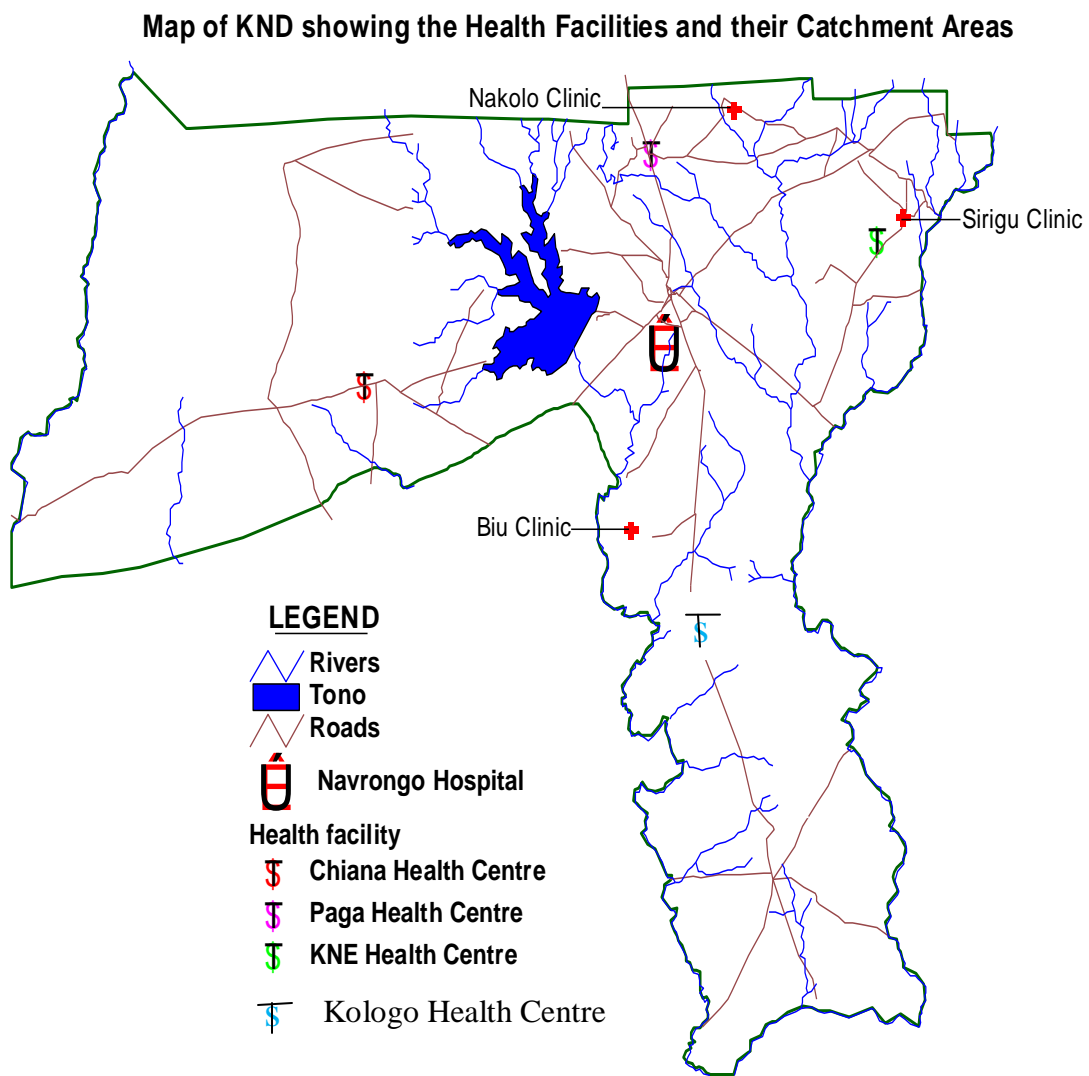 Map of KND showing the Health Facilities and their Catchment Areas
Nakolo Clinic
Sirigu Clinic
Biu Clinic
LEGEND
Rivers
Tono
Roads
Navrongo Hospital
Health facility
Chiana Health Centre
Paga Health Centre
KNE Health Centre
Kologo Health Centre